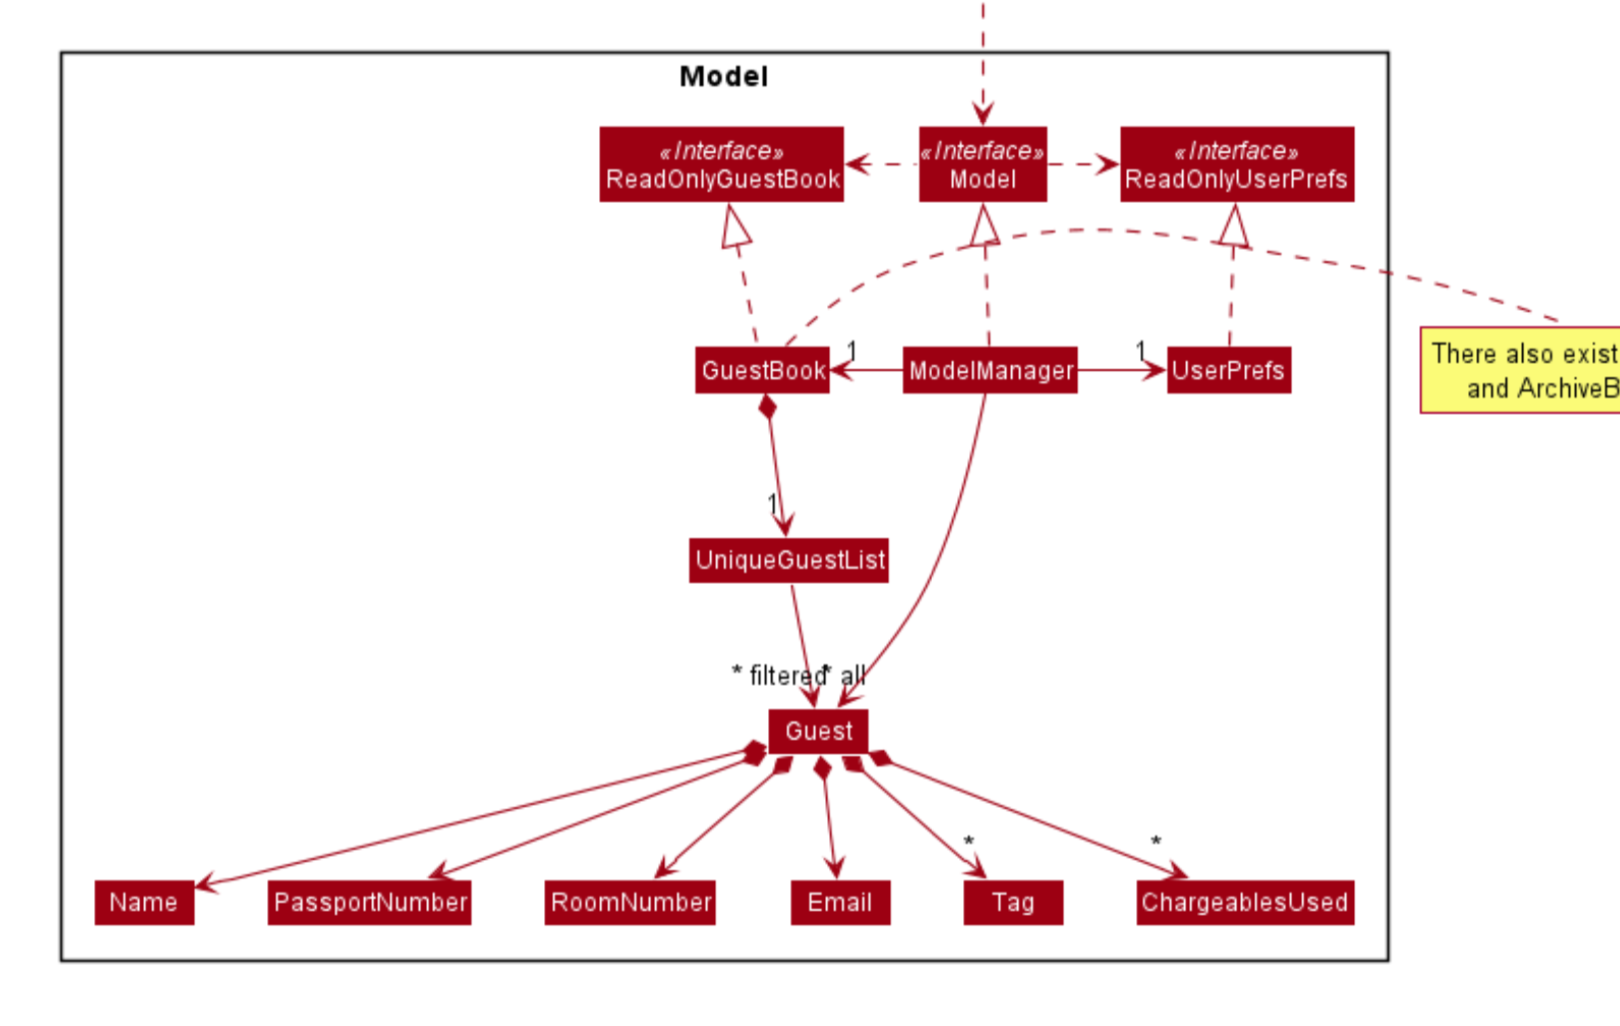 Model
«Interface»
ReadOnlyGuestBook
«Interface»
Model
«Interface»
ReadOnlyUserPrefs
GuestBook
1
ModelManager
1
UserPrefs
There also exist
and ArchiveB
1
UniqueGuestList
* filtered
* all
Guest
*
*
Name
PassportNumber
RoomNumber
Email
Tag
ChargeablesUsed